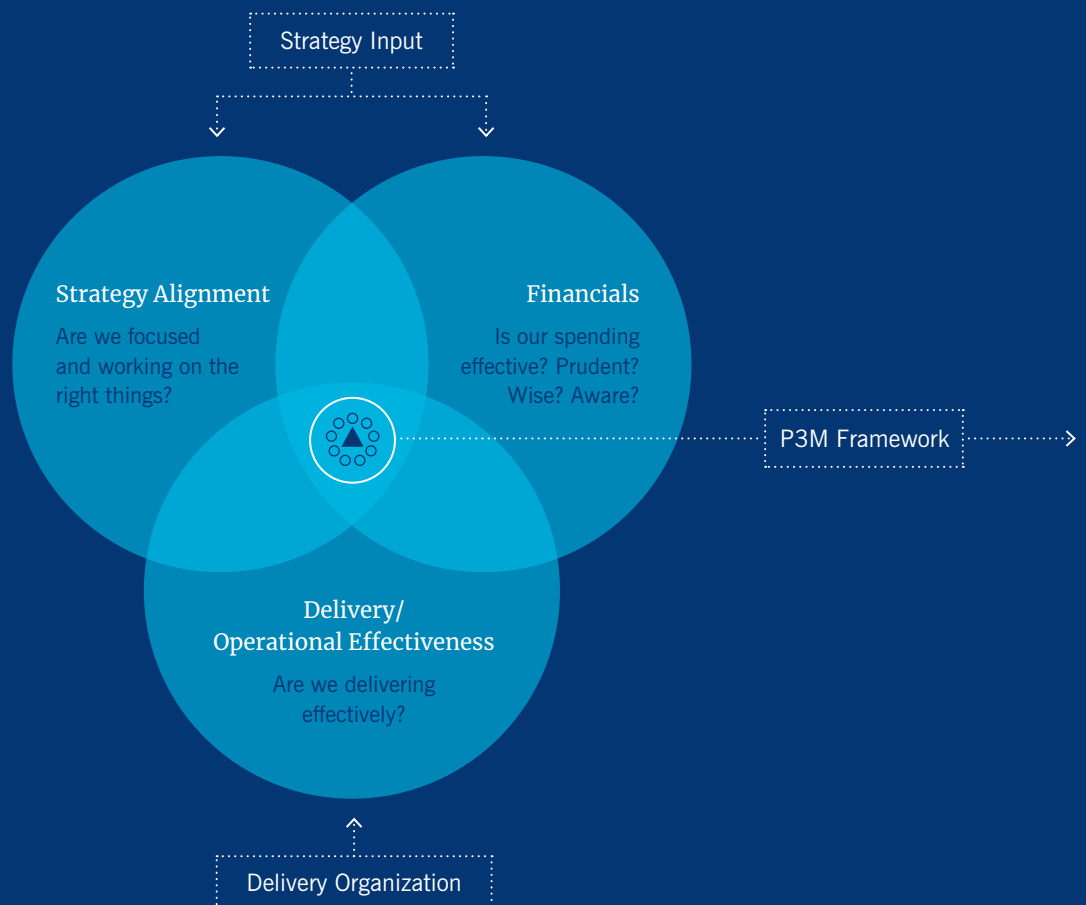 Strategy Input
Strategy Alignment
Are we focused
and working on the
right things?
Financials
Is our spending
effective? Prudent?
Wise? Aware?
P3M Framework
Delivery/
Operational Effectiveness
Are we delivering
effectively?
Delivery Organization